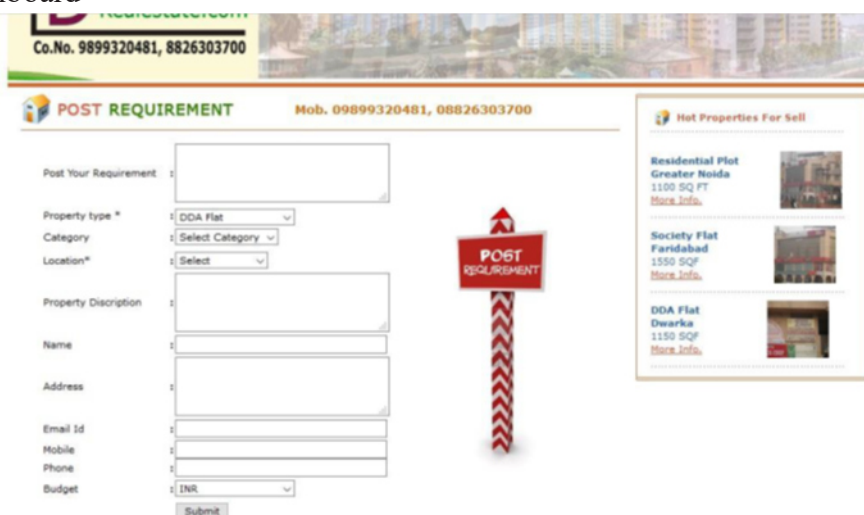 Realestate.com
Co.No. 9899320481, 8826303700
POST REQUIREMENT
Mob. 09899320481, 08826303700
Post Your Requirement :
Property type * : DDA Flat
Category : Select Category
Location* : Select
Property Discription :
Name :
Address :
Email Id :
Mobile :
Phone :
Budget : INR
Submit
POST
REQUIREMENT
Hot Properties For Sell
Residential Plot
Greater Noida
1100 SQ FT
More Info.
Society Flat
Faridabad
1550 SQF
More Info.
DDA Flat
Dwarka
1150 SQF
More Info.